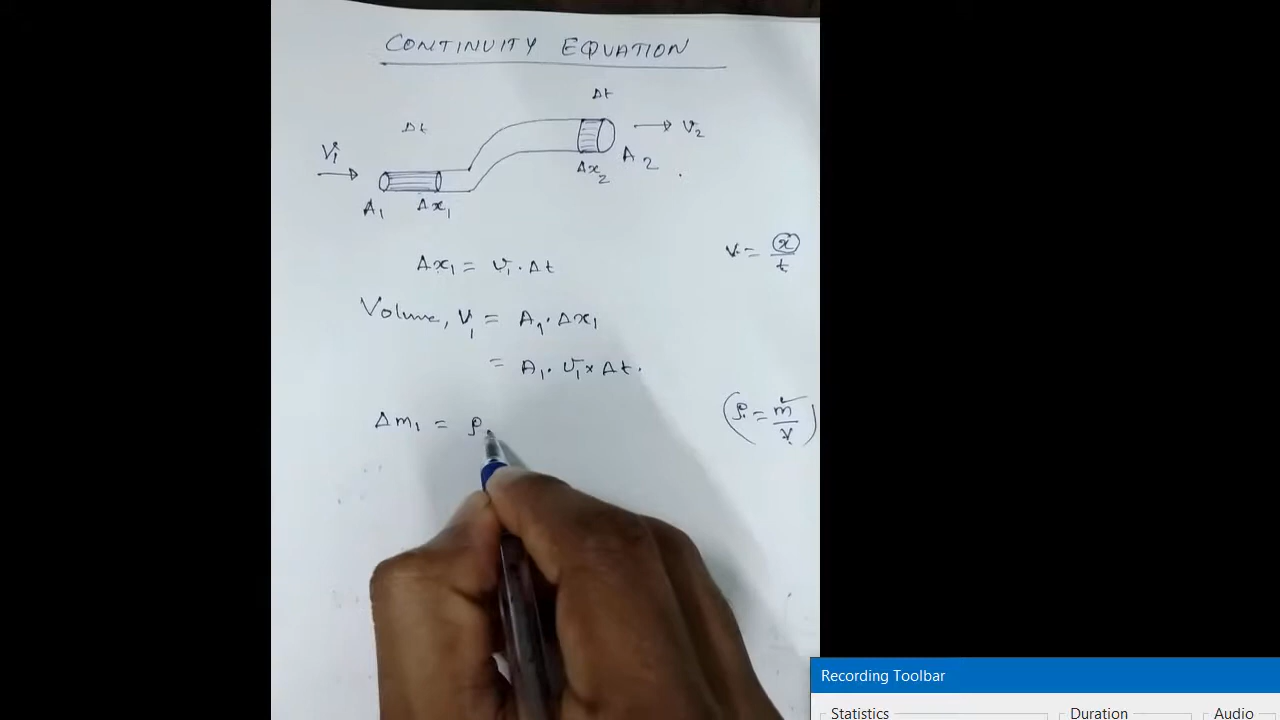 CONTINUITY EQUATION
Δt
Δt
V₁
V₂
A₁ Δx₁
Δx₂ A₂
Δx₁ = v₁ · Δt
v = x/t
Volume, V₁ = A₁ · Δx₁
= A₁ · v₁ × Δt.
Δm₁ = ρ
(ρ = m/v)
Recording Toolbar
Statistics Duration Audio